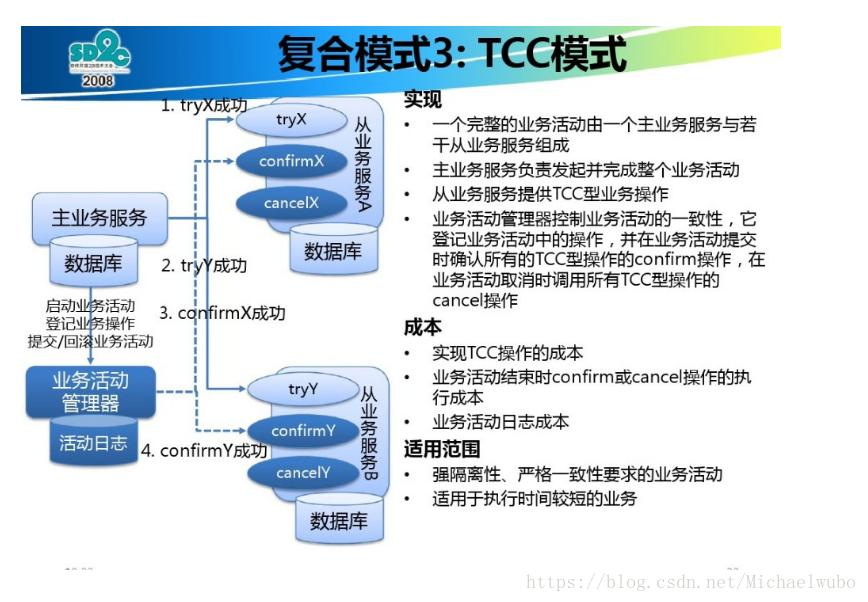 SD2C
2008
复合模式3: TCC模式
1. tryX成功
tryX
confirmX
cancelX
从业务服务A
数据库
主业务服务
数据库
2. tryY成功
3. confirmX成功
启动业务活动
登记业务操作
提交/回滚业务活动
业务活动
管理器
活动日志
4. confirmY成功
tryY
confirmY
cancelY
从业务服务B
数据库
实现
• 一个完整的业务活动由一个主业务服务与若
干从业务服务组成
• 主业务服务负责发起并完成整个业务活动
• 从业务服务提供TCC型业务操作
• 业务活动管理器控制业务活动的一致性，它
登记业务活动中的操作，并在业务活动提交
时确认所有的TCC型操作的confirm操作，在
业务活动取消时调用所有TCC型操作的
cancel操作
成本
• 实现TCC操作的成本
• 业务活动结束时confirm或cancel操作的执
行成本
• 业务活动日志成本
适用范围
• 强隔离性、严格一致性要求的业务活动
• 适用于执行时间较短的业务
https://blog.csdn.net/Michaelwubo